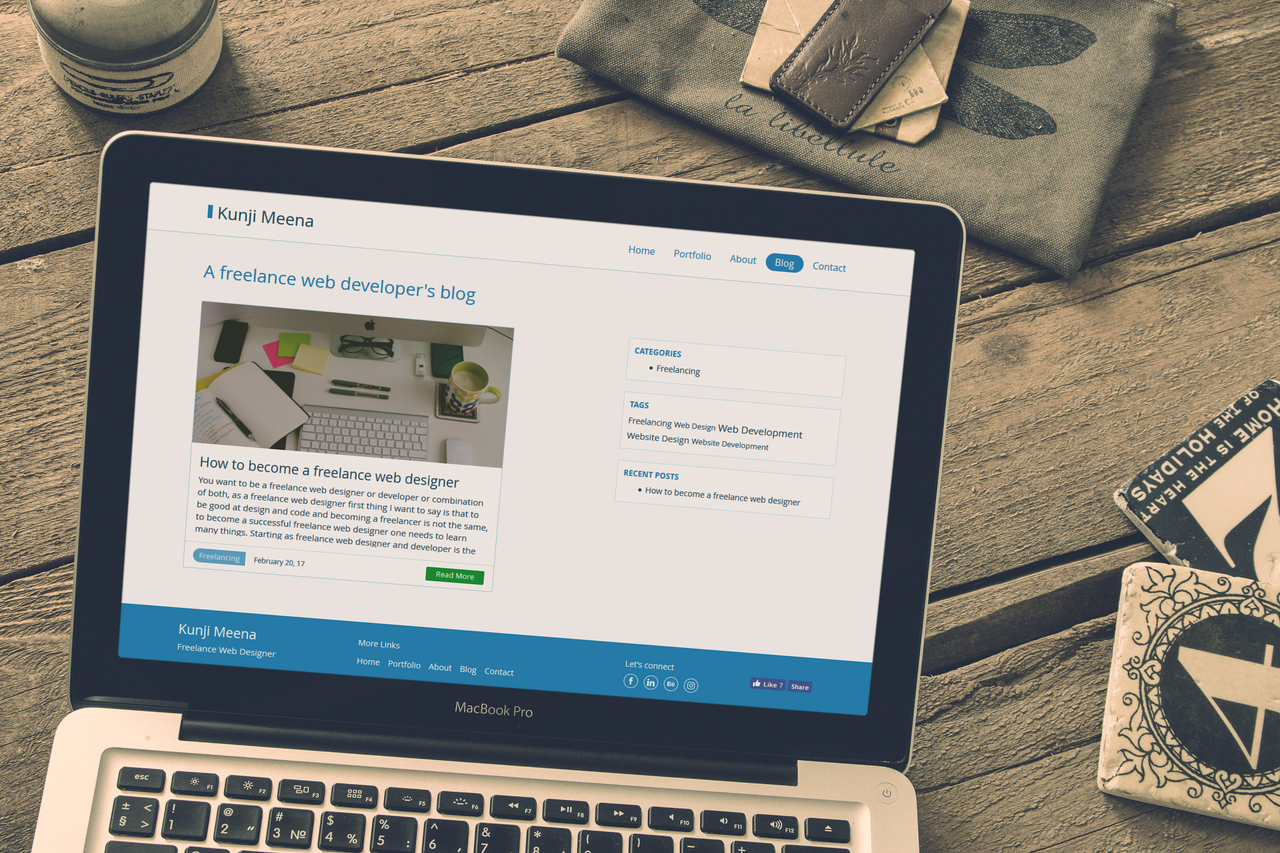 la libellule
Kunji Meena
Home Portfolio About Blog Contact
A freelance web developer's blog
How to become a freelance web designer
You want to be a freelance web designer or developer or combination
of both, as a freelance web designer first thing I want to say is that to
be good at design and code and becoming a freelancer is not the same,
to become a successful freelance web designer one needs to learn
many things. Starting as freelance web designer and developer is the
Freelancing February 20, 17
Read More
CATEGORIES
• Freelancing
TAGS
Freelancing Web Design Web Development
Website Design Website Development
RECENT POSTS
• How to become a freelance web designer
Kunji Meena
Freelance Web Designer
More Links
Home Portfolio About Blog Contact
Let's connect
f in Bē
Like 7 Share
MacBook Pro
HOME IS THE HEART
OF THE HOLIDAYS
esc F1 F2 F3 F4 F5 F6 F7 F8 F9 F10 F11 F12
± <
§ >
!
1
@
2 "
#
3 №
$
4 %
%
5 :
^
6 ,
&
7 .
*
8 ;
(
_
+